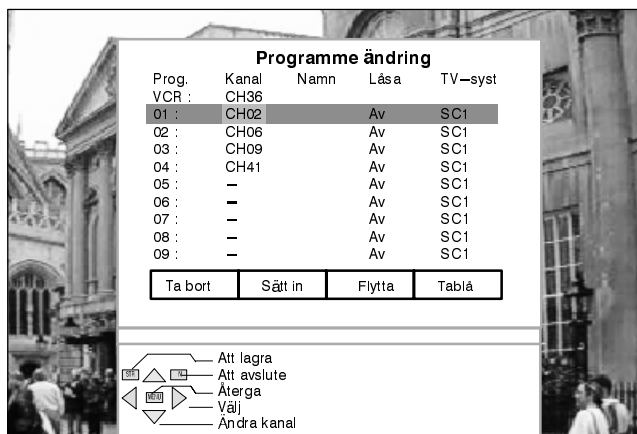 Programme ändring
Prog. Kanal Namn Låsa TV–syst
VCR : CH36
01 : CH02 Av SC1
02 : CH06 Av SC1
03 : CH09 Av SC1
04 : CH41 Av SC1
05 : – Av SC1
06 : – Av SC1
07 : – Av SC1
08 : – Av SC1
09 : – Av SC1
Ta bort Sätt in Flytta Tablå
Att lagra
STR N Att avslute
MENU Återga
Välj
Ändra kanal